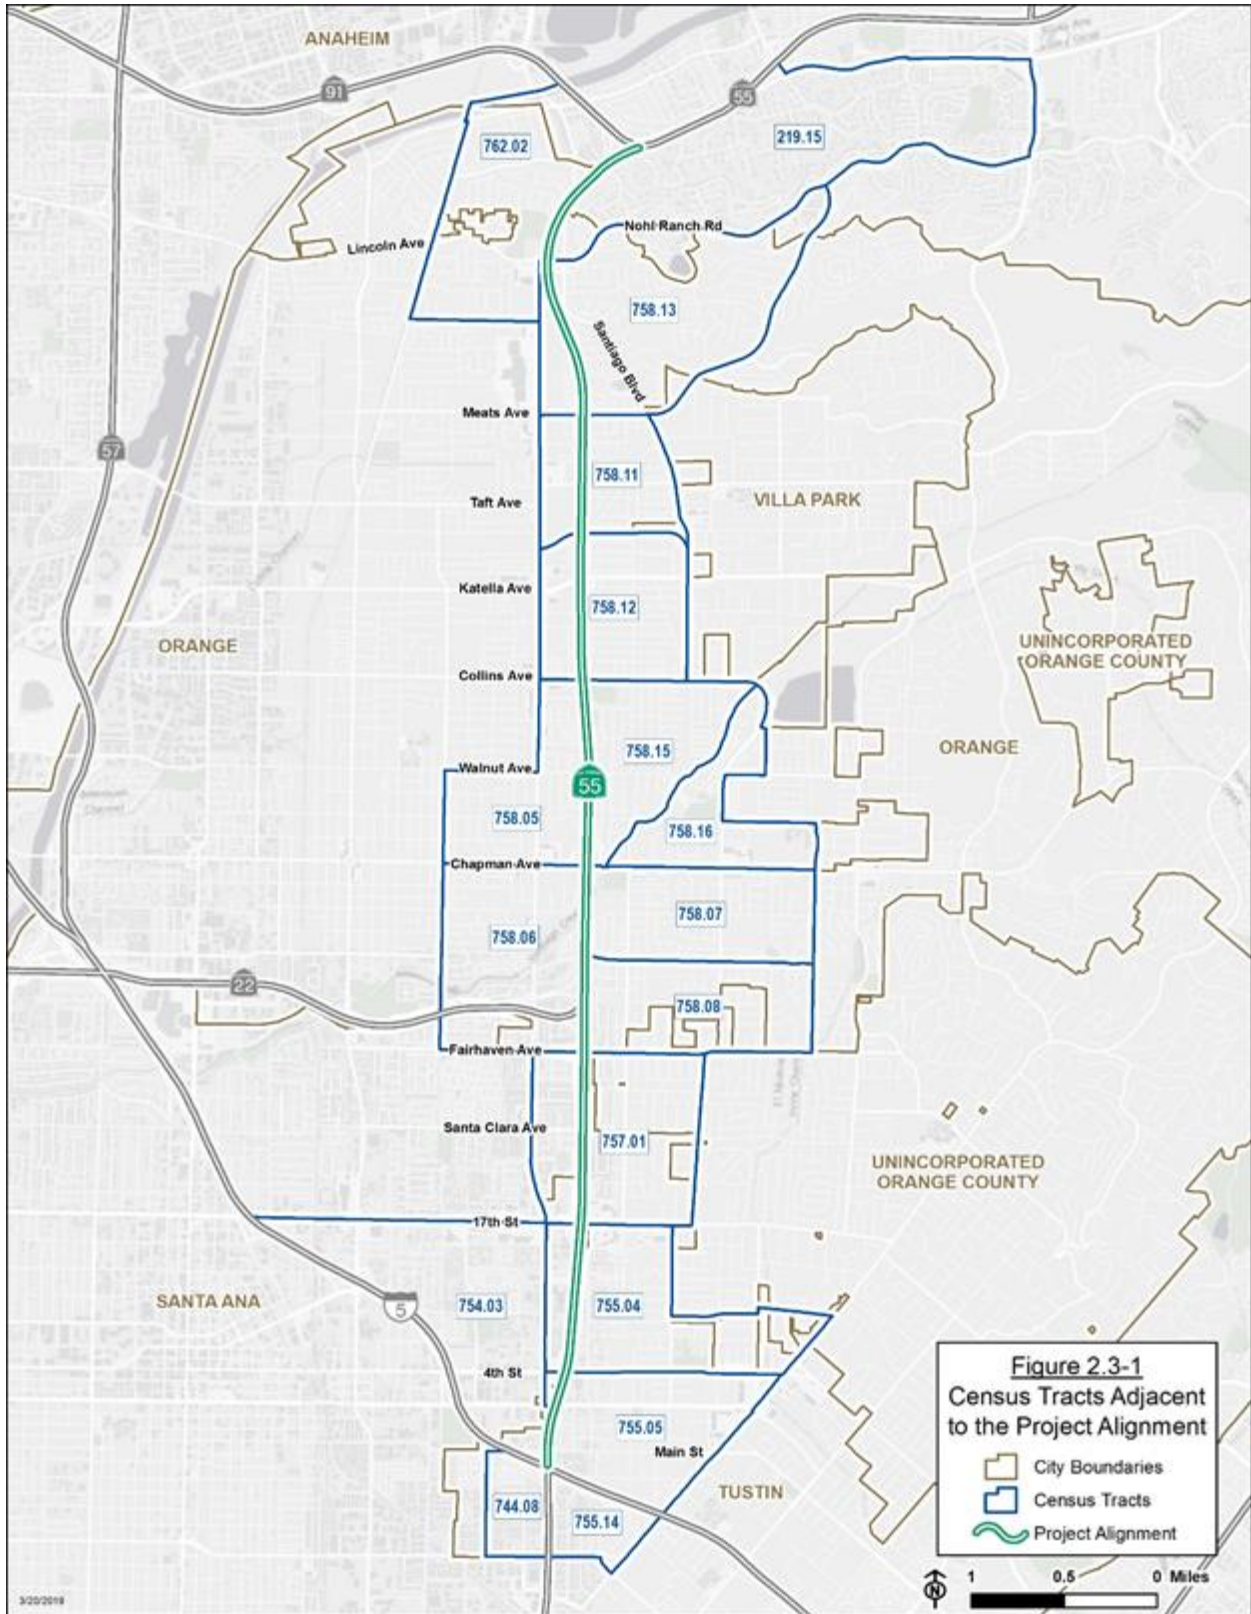 ANAHEIM
91
55
219.15
762.02
Nohl Ranch Rd
Lincoln Ave
758.13
Santiago Blvd
Meats Ave
57
758.11
Taft Ave
VILLA PARK
Katella Ave
758.12
ORANGE
UNINCORPORATED
ORANGE COUNTY
Collins Ave
758.15
ORANGE
Walnut Ave
55
758.05
758.16
Chapman Ave
758.07
758.06
22
758.08
Fairhaven Ave
Santa Clara Ave
757.01
UNINCORPORATED
ORANGE COUNTY
17th St
SANTA ANA
5
754.03
755.04
4th St
755.05
Main St
TUSTIN
744.08
755.14
Figure 2.3-1
Census Tracts Adjacent
to the Project Alignment
City Boundaries
Census Tracts
Project Alignment
N
1 0.5 0 Miles
3/20/2018